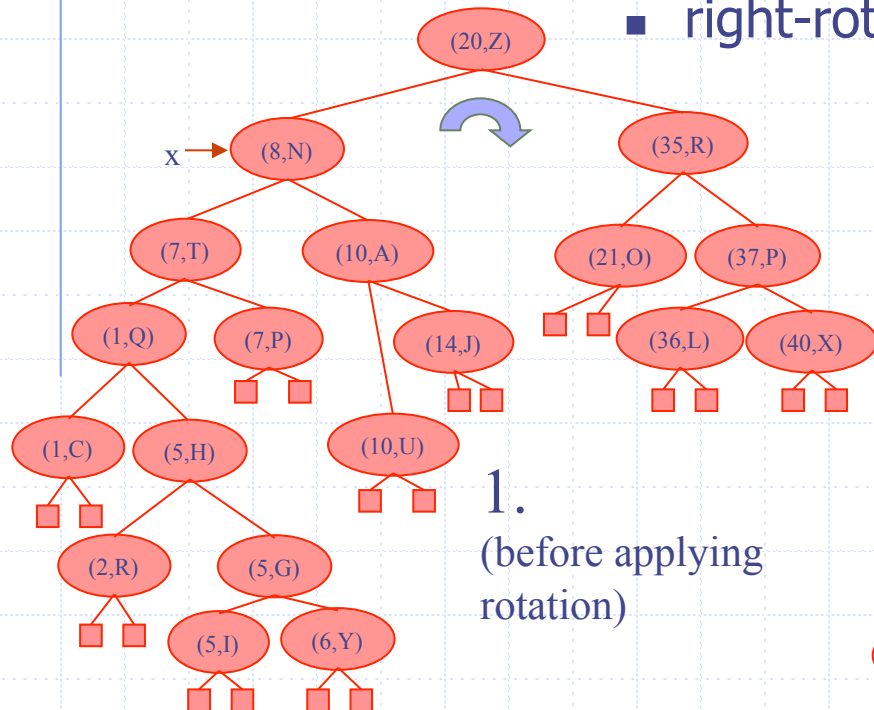 ▪ right-rot
(20,Z)
x
(8,N)
(35,R)
(7,T)
(10,A)
(21,O)
(37,P)
(1,Q)
(7,P)
(14,J)
(36,L)
(40,X)
(1,C)
(5,H)
(10,U)
1.
(before applying
rotation)
(2,R)
(5,G)
(5,I)
(6,Y)